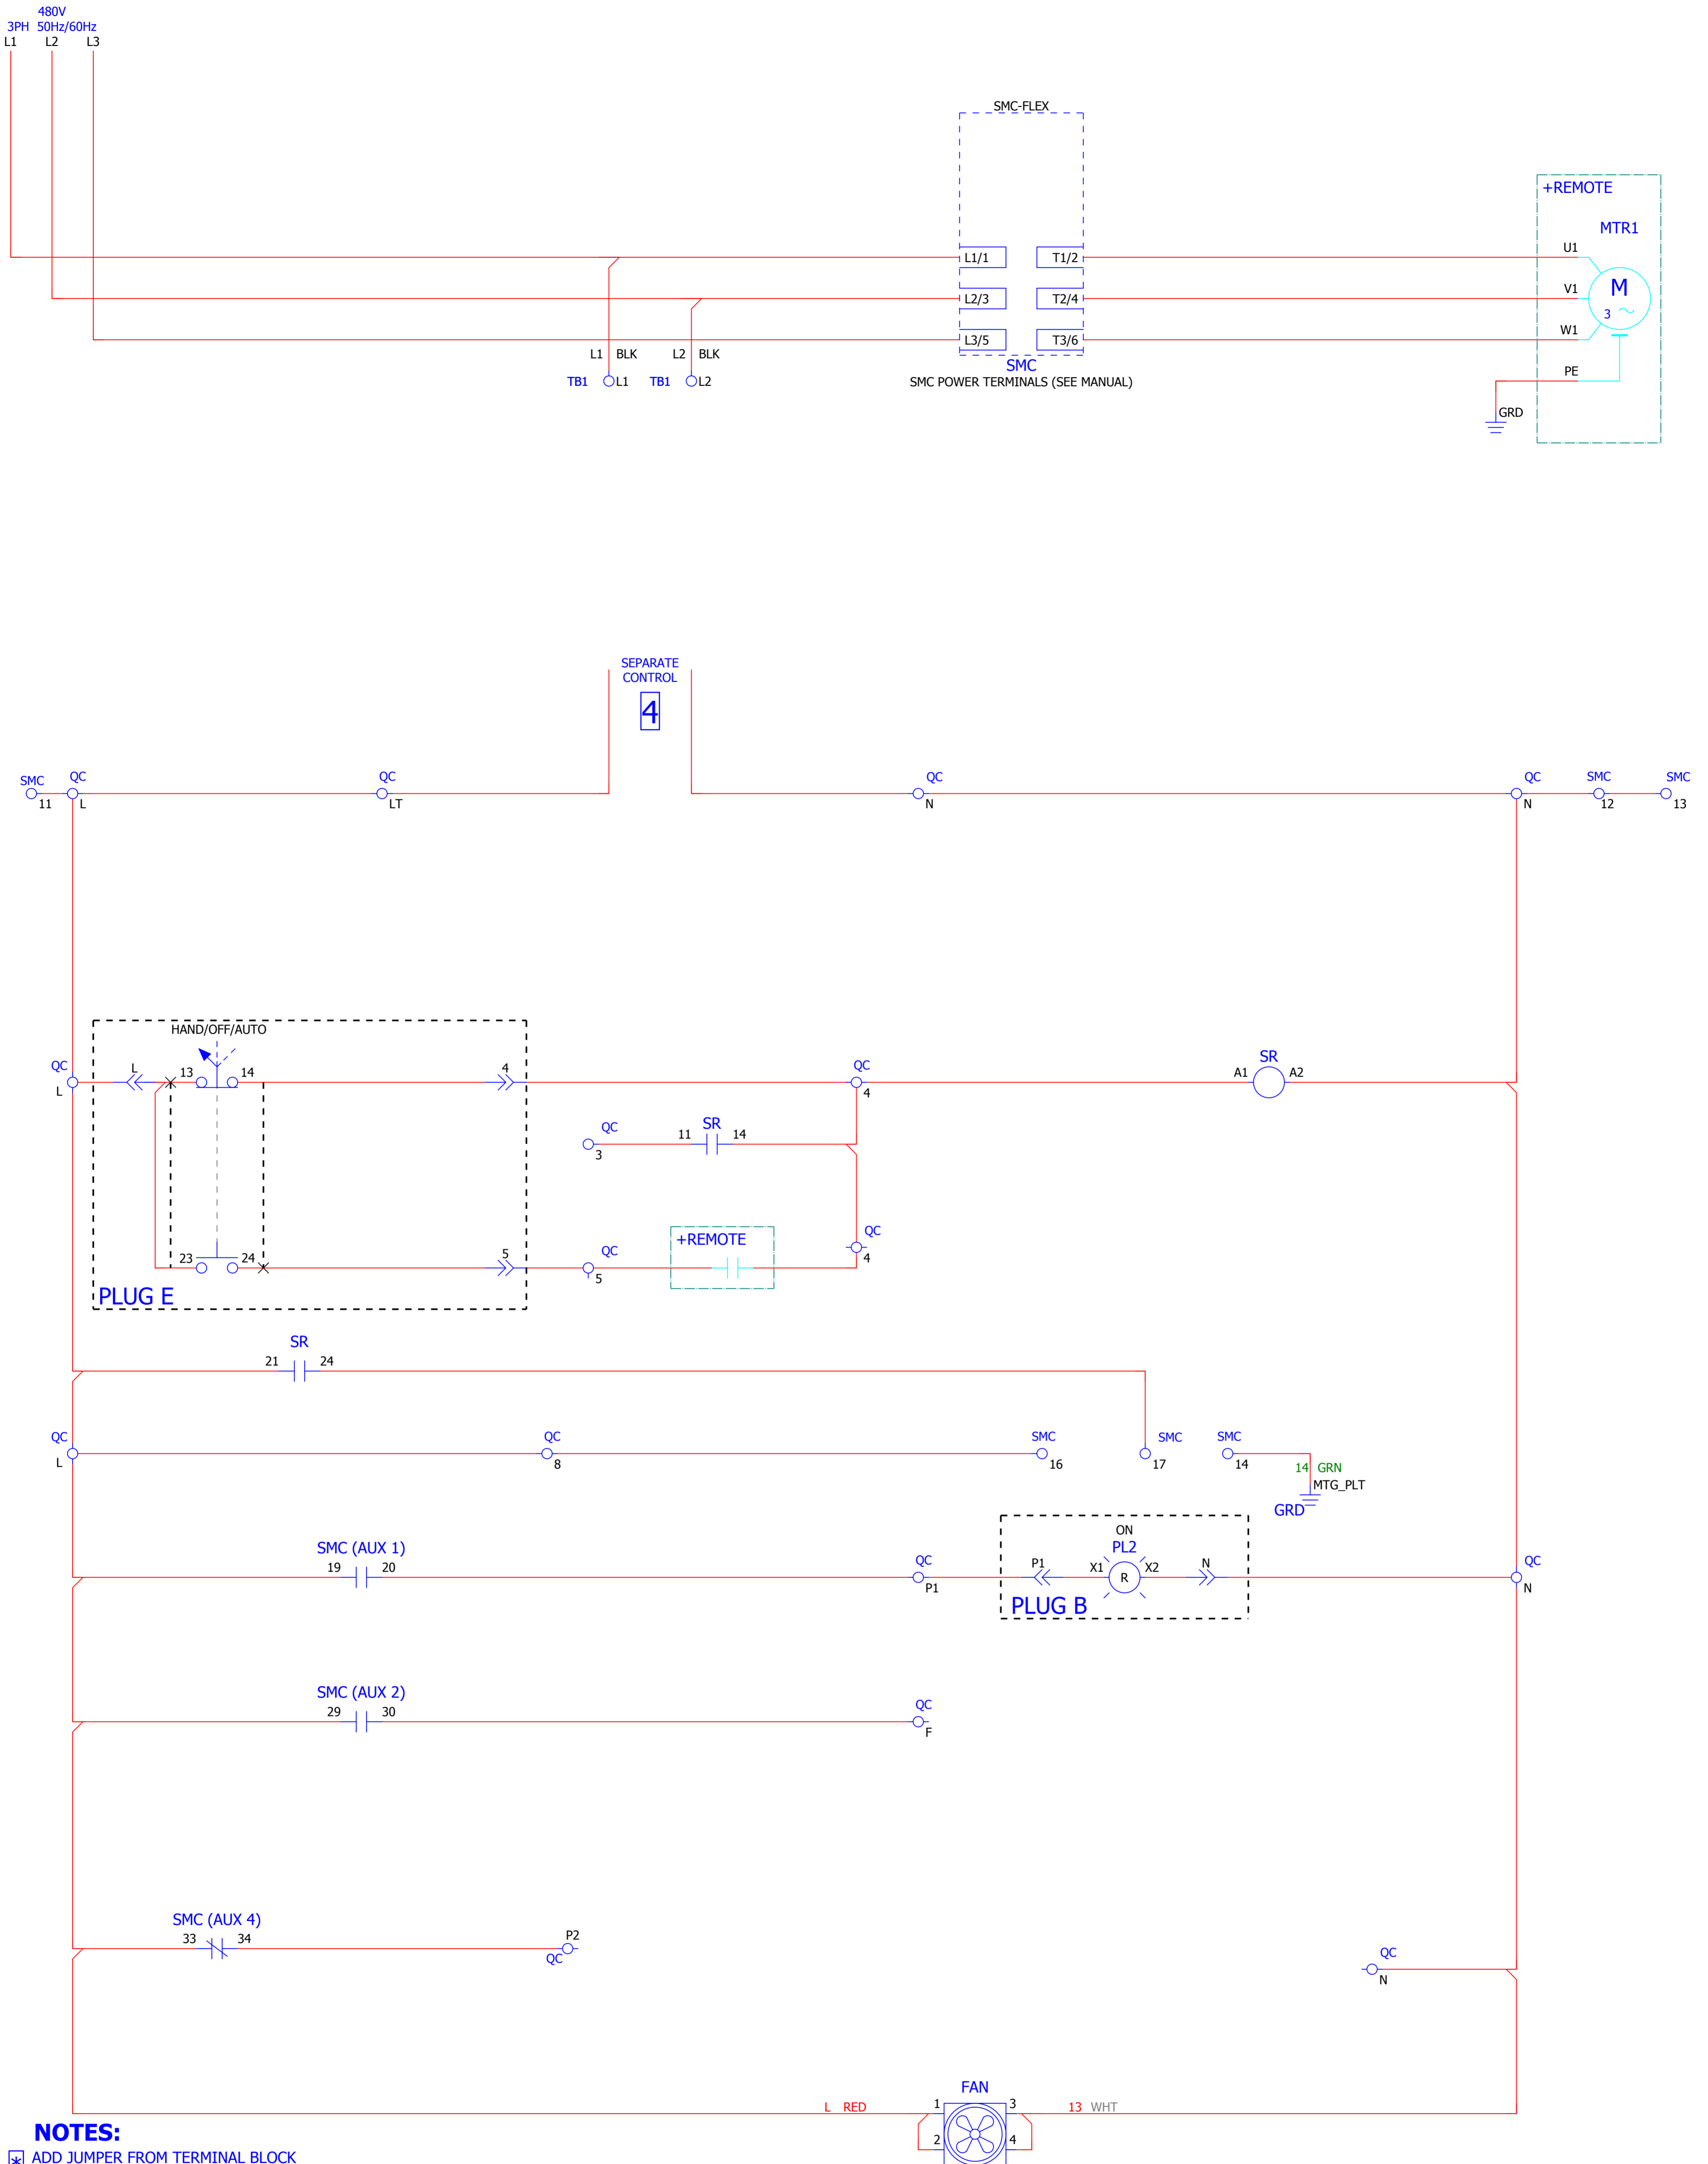 480V
3PH 50Hz/60Hz
L1 L2 L3
SMC-FLEX
+REMOTE
MTR1
L1/1 T1/2 U1
L2/3 T2/4 V1 M
3
L3/5 T3/6 W1
L1 BLK L2 BLK
SMC
TB1 L1 TB1 L2
SMC POWER TERMINALS (SEE MANUAL)
PE
GRD
SEPARATE
CONTROL
4
SMC QC QC QC QC SMC SMC
11 L LT N N 12 13
HAND/OFF/AUTO
QC L 13 14 4 QC SR
L 4 A1 A2
QC 11 SR 14
3
+REMOTE QC
4
23 24 5 QC
5
PLUG E
SR
21 24
QC QC SMC SMC SMC
L 8 16 17 14
14 GRN
MTG_PLT
GRD
ON
SMC (AUX 1) PL2
19 20 QC P1 X1 R X2 N QC
P1 N
PLUG B
SMC (AUX 2)
29 30 QC
F
SMC (AUX 4)
33 34 P2
QC
QC
N
FAN
L RED 1 3 13 WHT
2 4
NOTES:
* ADD JUMPER FROM TERMINAL BLOCK